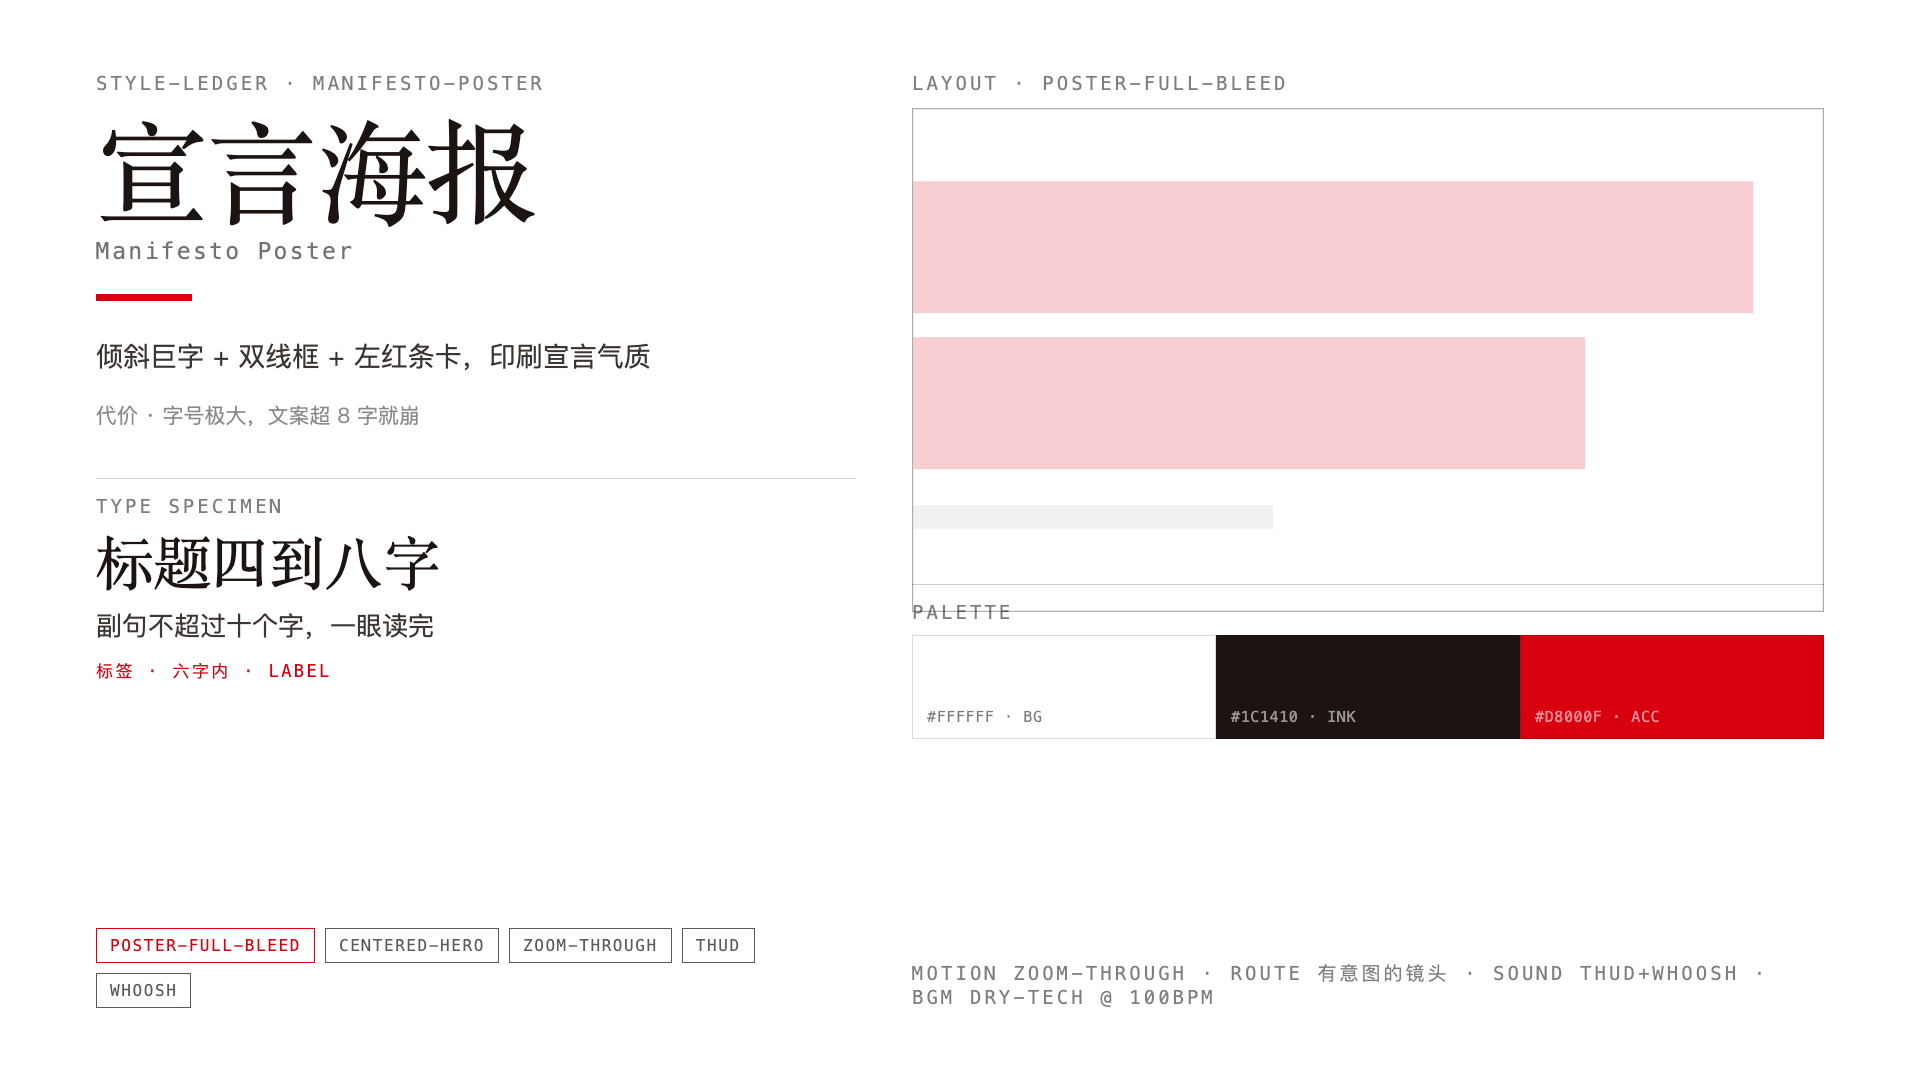 STYLE-LEDGER · MANIFESTO-POSTER
宣言海报
Manifesto Poster
倾斜巨字 + 双线框 + 左红条卡，印刷宣言气质
代价 · 字号极大，文案超 8 字就崩
TYPE SPECIMEN
标题四到八字
副句不超过十个字，一眼读完
标签 · 六字内 · LABEL
POSTER-FULL-BLEED
CENTERED-HERO
ZOOM-THROUGH
THUD
WHOOSH
LAYOUT · POSTER-FULL-BLEED
PALETTE
#FFFFFF · BG
#1C1410 · INK
#D8000F · ACC
MOTION ZOOM-THROUGH · ROUTE 有意图的镜头 · SOUND THUD+WHOOSH ·
BGM DRY-TECH @ 100BPM